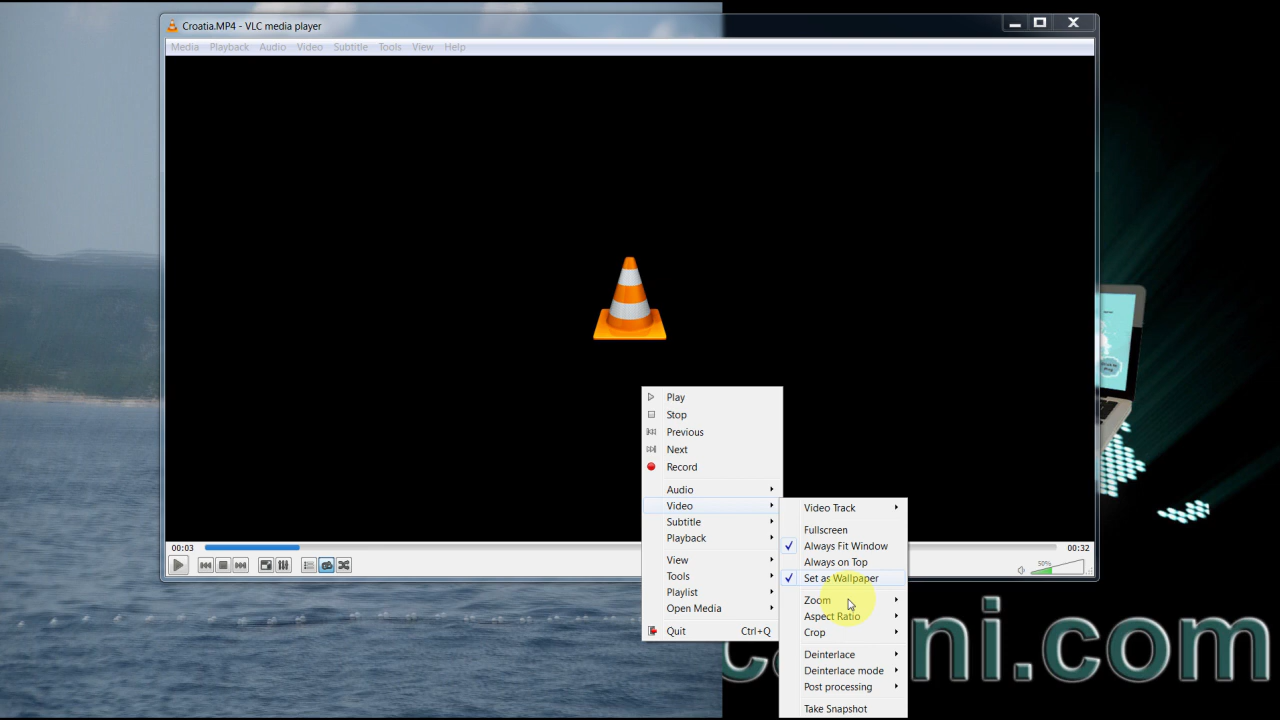 Croatia.MP4 - VLC media player
Media Playback Audio Video Subtitle Tools View Help
Play
Stop
Previous
Next
Record
Audio
Video
Subtitle
Playback
View
Tools
Playlist
Open Media
Quit Ctrl+Q
Video Track
Fullscreen
Always Fit Window
Always on Top
Set as Wallpaper
Zoom
Aspect Ratio
Crop
Deinterlace
Deinterlace mode
Post processing
Take Snapshot
00:03
00:32
50%
ni.com